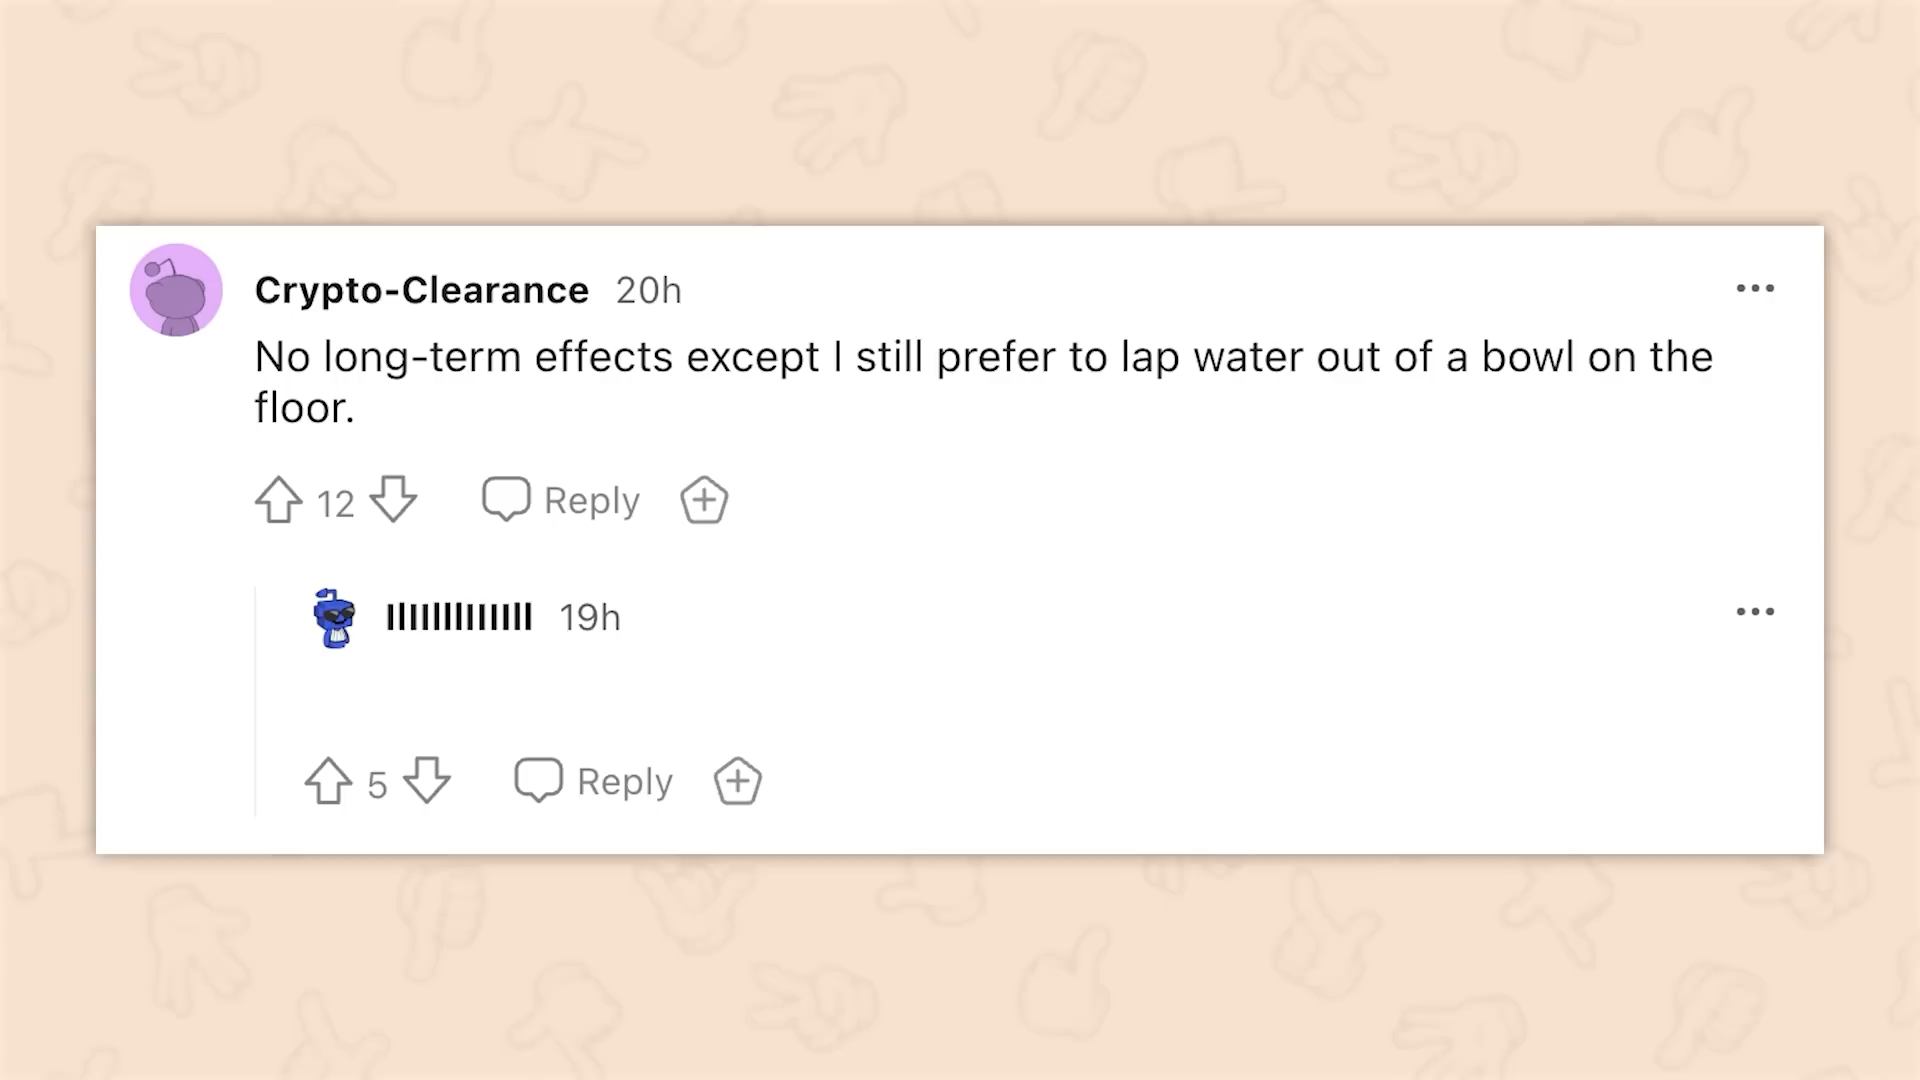 Crypto-Clearance 20h
No long-term effects except I still prefer to lap water out of a bowl on the
floor.
12 Reply
19h
5 Reply